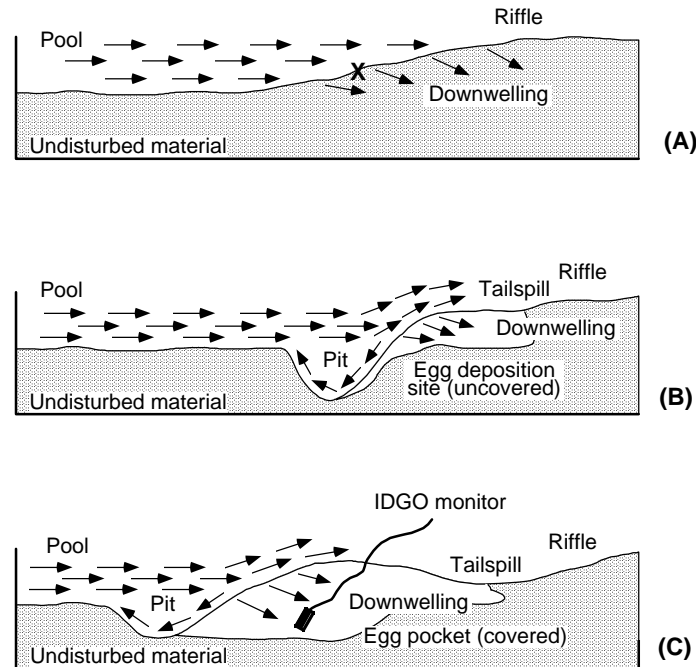 Riffle
Pool
X
Downwelling
Undisturbed material
(A)
Riffle
Pool
Tailspill
Downwelling
Pit
Egg deposition
site (uncovered)
Undisturbed material
(B)
IDGO monitor
Riffle
Pool
Tailspill
Pit
Downwelling
Egg pocket (covered)
Undisturbed material
(C)